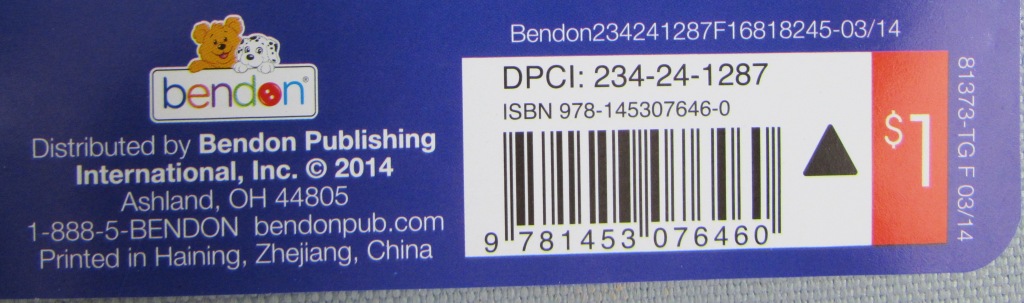 bendon®
Distributed by Bendon Publishing
International, Inc. © 2014
Ashland, OH 44805
1-888-5-BENDON bendonpub.com
Printed in Haining, Zhejiang, China
Bendon234241287F16818245-03/14
DPCI: 234-24-1287
ISBN 978-145307646-0
9 781453 076460
$1
81373-TG F 03/14